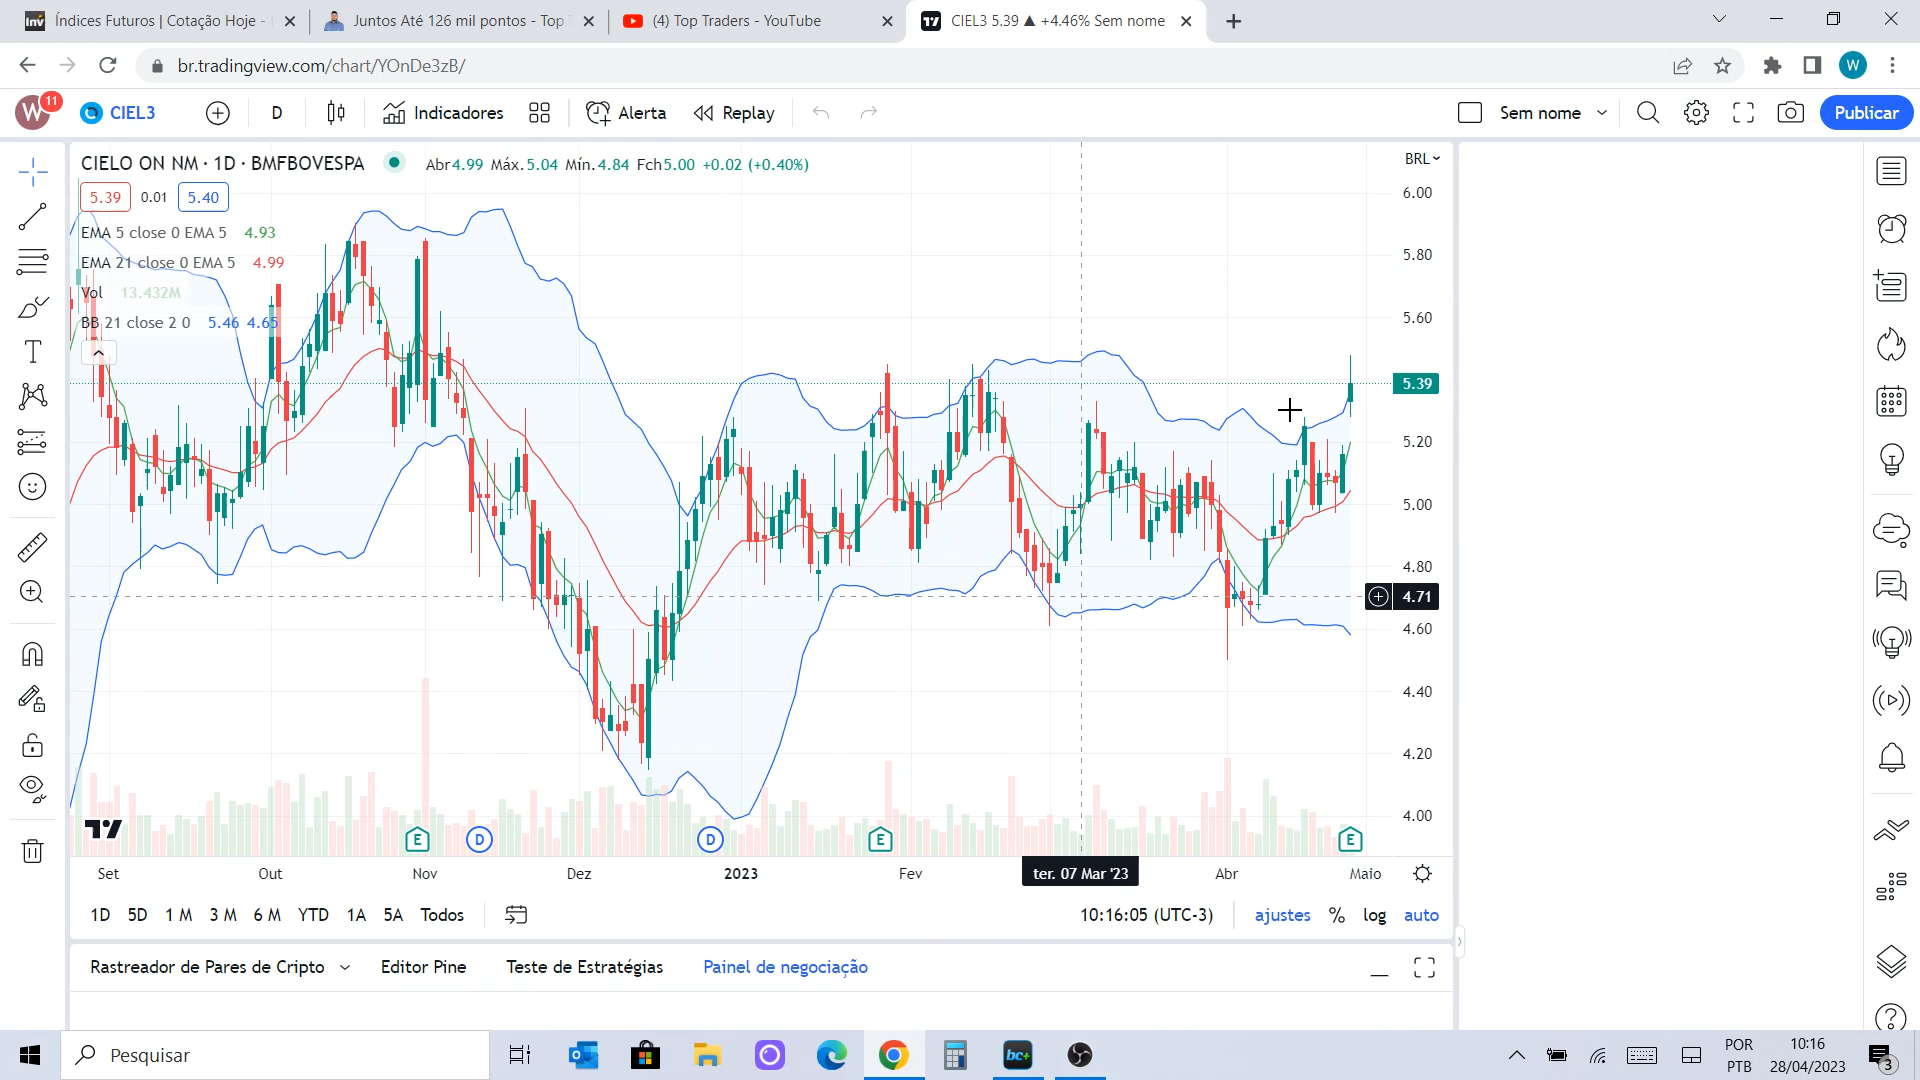 Índices Futuros | Cotação Hoje -
Juntos Até 126 mil pontos - Top
(4) Top Traders - YouTube
CIEL3 5.39 ▲ +4.46% Sem nome
br.tradingview.com/chart/YOnDe3zB/
W
W
11
CIEL3
D
Indicadores
Alerta
Replay
Sem nome
Publicar
CIELO ON NM · 1D · BMFBOVESPA
Abr4.99 Máx.5.04 Mín.4.84 Fch5.00 +0.02 (+0.40%)
BRL
5.39
0.01
5.40
EMA 5 close 0 EMA 5 4.93
EMA 21 close 0 EMA 5 4.99
Vol 13.432M
BB 21 close 2 0 5.46 4.65
6.00
5.80
5.60
5.39
5.20
5.00
4.80
4.71
4.60
4.40
4.20
4.00
E
D
D
E
E
Set
Out
Nov
Dez
2023
Fev
ter. 07 Mar '23
Abr
Maio
1D 5D 1 M 3 M 6 M YTD 1A 5A Todos
10:16:05 (UTC-3)
ajustes
%
log
auto
Rastreador de Pares de Cripto
Editor Pine
Teste de Estratégias
Painel de negociação
Pesquisar
bc+
POR
PTB
10:16
28/04/2023
3